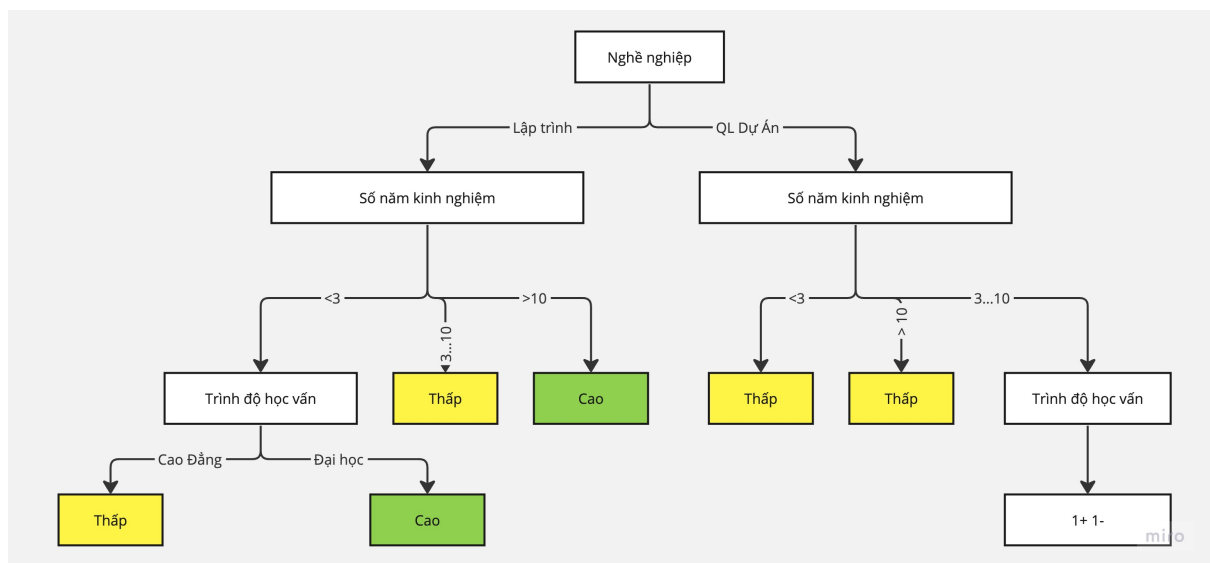 Nghề nghiệp
Lập trình
QL Dự Án
Số năm kinh nghiệm
Số năm kinh nghiệm
<3
3...10
>10
<3
> 10
3...10
Trình độ học vấn
Thấp
Cao
Thấp
Thấp
Trình độ học vấn
Cao Đẳng
Đại học
Thấp
Cao
1+ 1-
miro